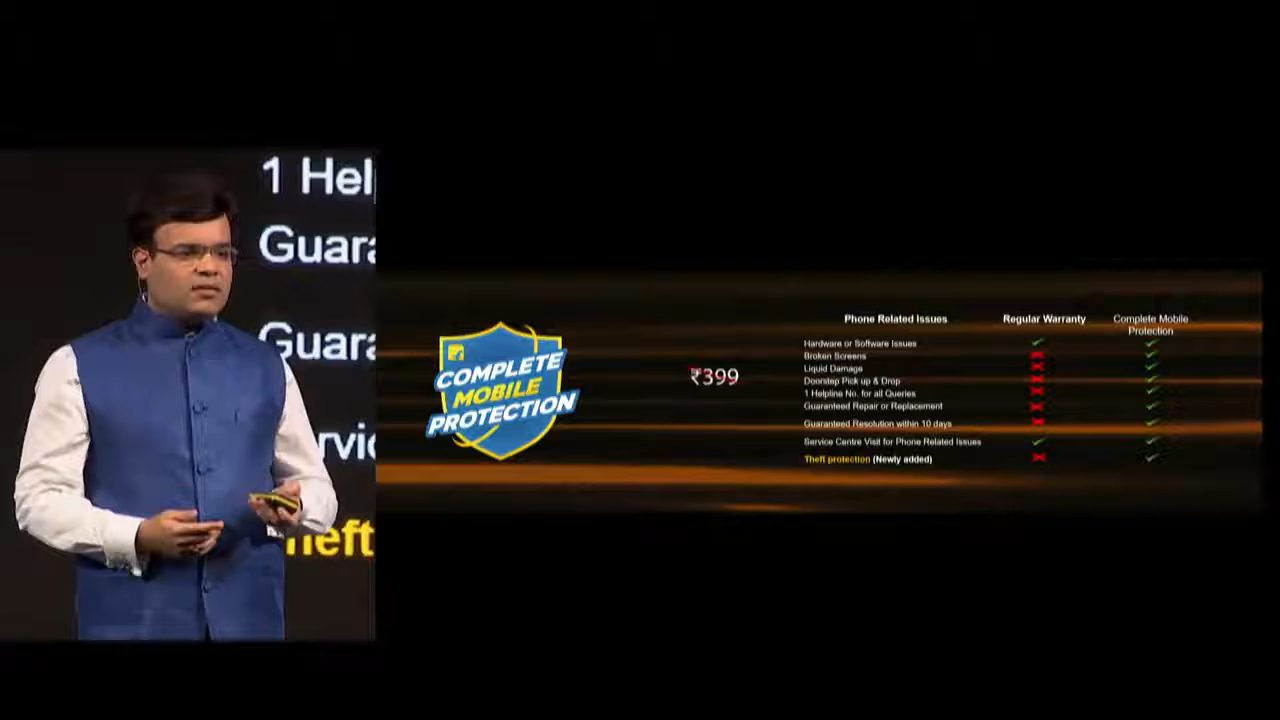 1 Hel
Guara
Guara
rvic
heft
COMPLETE
MOBILE
PROTECTION
₹399
Phone Related Issues Regular Warranty Complete Mobile
Protection
Hardware or Software Issues
Broken Screens
Liquid Damage
Doorstep Pick up & Drop
1 Helpline No. for all Queries
Guaranteed Repair or Replacement
Guaranteed Resolution within 10 days
Service Centre Visit for Phone Related Issues
Theft protection (Newly added)